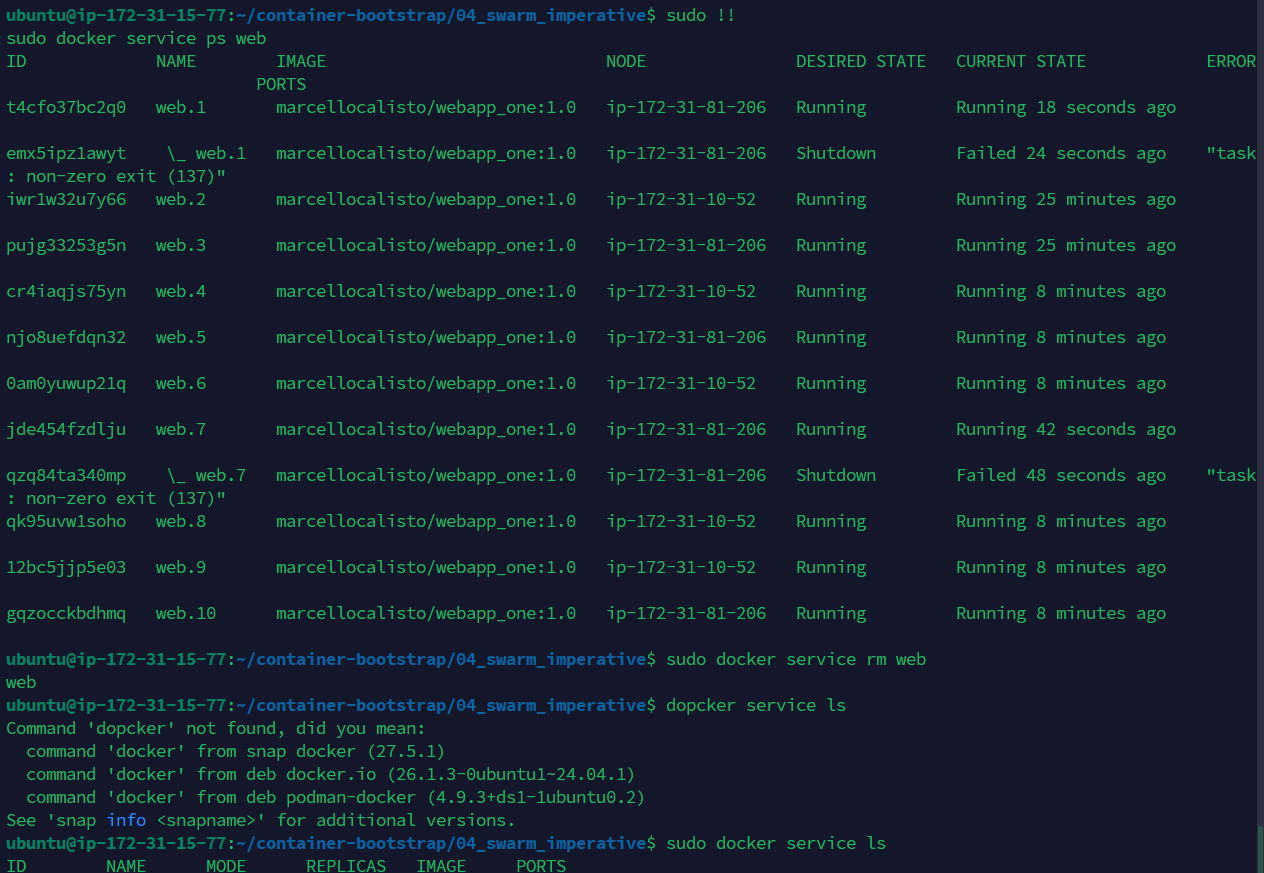 ubuntu@ip-172-31-15-77:~/container-bootstrap/04_swarm_imperative$ sudo !!
sudo docker service ps web
ID             NAME       IMAGE                            NODE               DESIRED STATE   CURRENT STATE            ERROR
                         PORTS
t4cfo37bc2q0   web.1      marcellocalisto/webapp_one:1.0   ip-172-31-81-206   Running         Running 18 seconds ago
emx5ipz1awyt    \_ web.1   marcellocalisto/webapp_one:1.0   ip-172-31-81-206   Shutdown        Failed 24 seconds ago    "task
: non-zero exit (137)"
iwr1w32u7y66   web.2      marcellocalisto/webapp_one:1.0   ip-172-31-10-52    Running         Running 25 minutes ago
pujg33253g5n   web.3      marcellocalisto/webapp_one:1.0   ip-172-31-81-206   Running         Running 25 minutes ago
cr4iaqjs75yn   web.4      marcellocalisto/webapp_one:1.0   ip-172-31-10-52    Running         Running 8 minutes ago
njo8uefdqn32   web.5      marcellocalisto/webapp_one:1.0   ip-172-31-81-206   Running         Running 8 minutes ago
0am0yuwup21q   web.6      marcellocalisto/webapp_one:1.0   ip-172-31-10-52    Running         Running 8 minutes ago
jde454fzdlju   web.7      marcellocalisto/webapp_one:1.0   ip-172-31-81-206   Running         Running 42 seconds ago
qzq84ta340mp    \_ web.7   marcellocalisto/webapp_one:1.0   ip-172-31-81-206   Shutdown        Failed 48 seconds ago    "task
: non-zero exit (137)"
qk95uvw1soho   web.8      marcellocalisto/webapp_one:1.0   ip-172-31-10-52    Running         Running 8 minutes ago
12bc5jjp5e03   web.9      marcellocalisto/webapp_one:1.0   ip-172-31-10-52    Running         Running 8 minutes ago
gqzocckbdhmq   web.10     marcellocalisto/webapp_one:1.0   ip-172-31-81-206   Running         Running 8 minutes ago
ubuntu@ip-172-31-15-77:~/container-bootstrap/04_swarm_imperative$ sudo docker service rm web
web
ubuntu@ip-172-31-15-77:~/container-bootstrap/04_swarm_imperative$ dopcker service ls
Command 'dopcker' not found, did you mean:
  command 'docker' from snap docker (27.5.1)
  command 'docker' from deb docker.io (26.1.3-0ubuntu1~24.04.1)
  command 'docker' from deb podman-docker (4.9.3+ds1-1ubuntu0.2)
See 'snap info <snapname>' for additional versions.
ubuntu@ip-172-31-15-77:~/container-bootstrap/04_swarm_imperative$ sudo docker service ls
ID        NAME      MODE      REPLICAS   IMAGE     PORTS